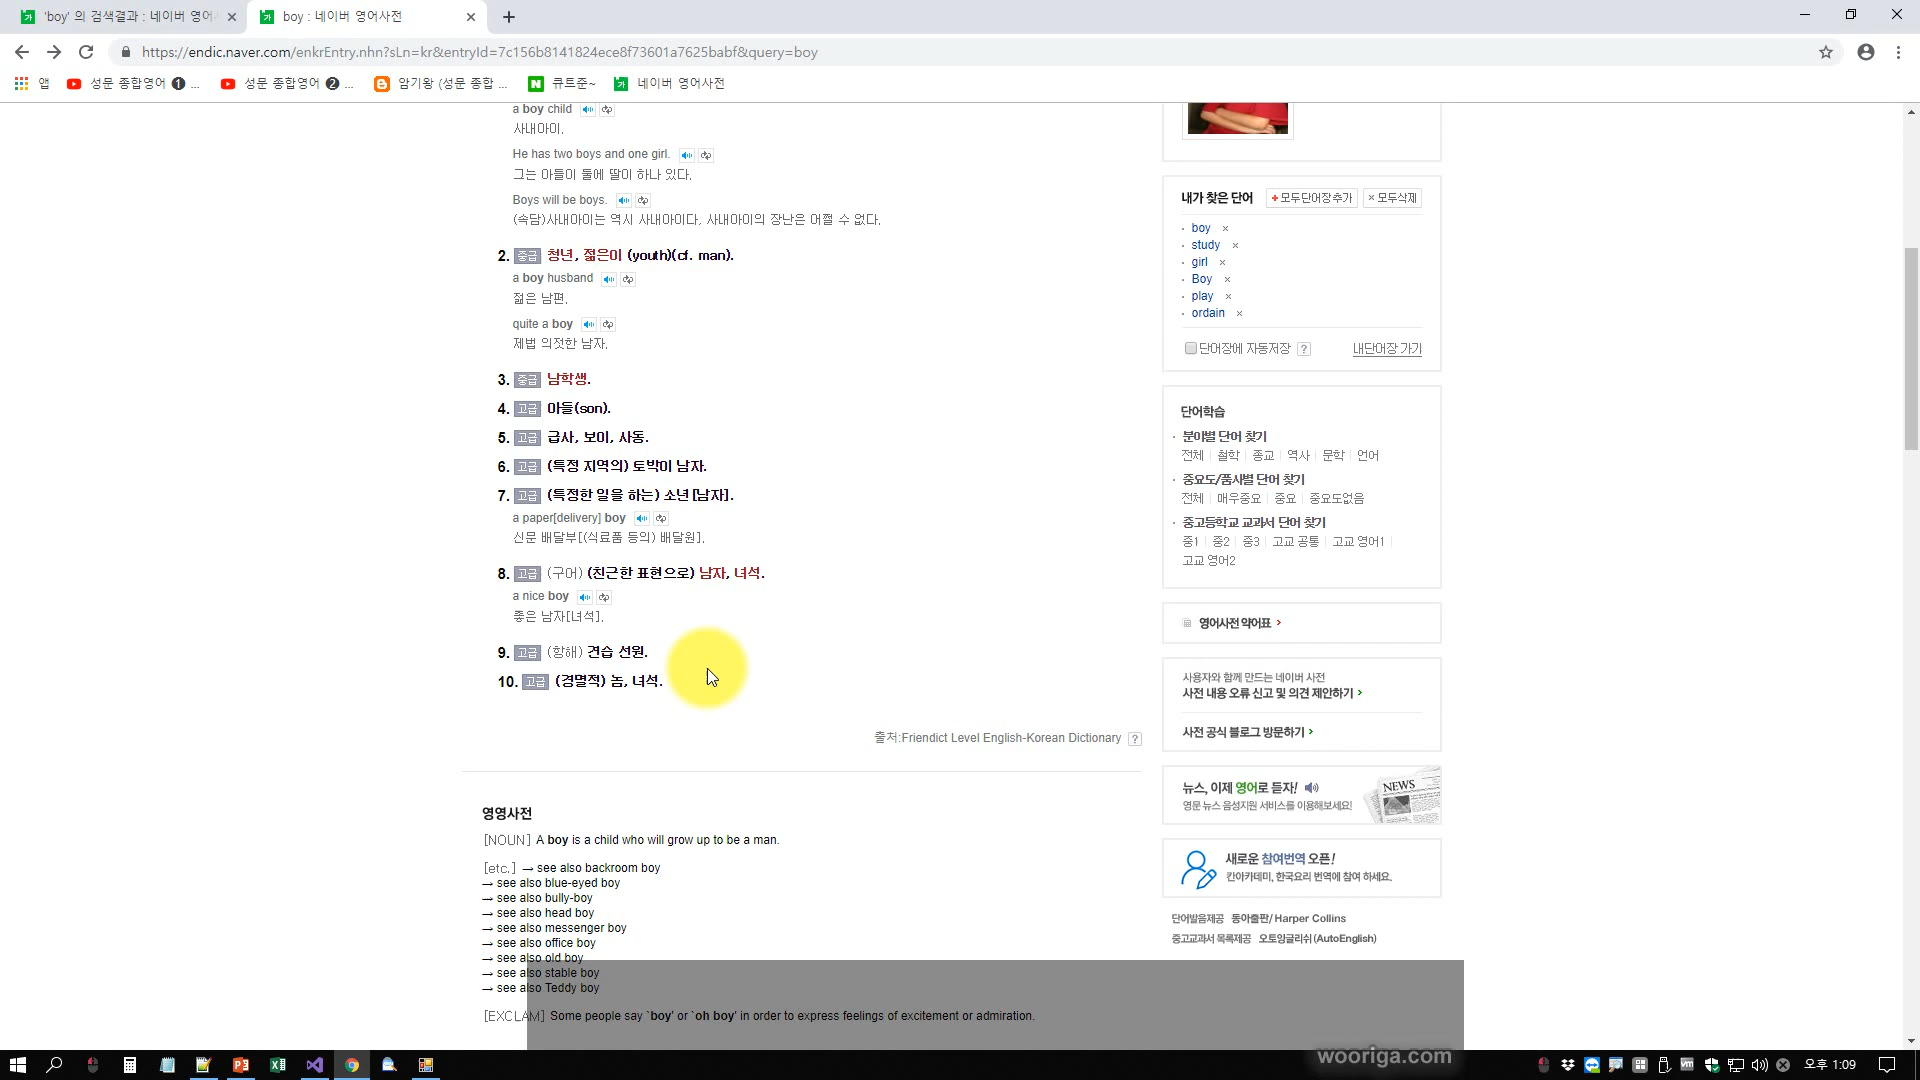 'boy' 의 검색결과 : 네이버 영어
boy : 네이버 영어사전
https://endic.naver.com/enkrEntry.nhn?sLn=kr&entryId=7c156b8141824ece8f73601a7625babf&query=boy
앱
성문 종합영어 ❶ ...
성문 종합영어 ❷ ...
암기왕 (성문 종합 ...
큐트준~
네이버 영어사전
a boy child
사내아이.
He has two boys and one girl.
그는 아들이 둘에 딸이 하나 있다.
Boys will be boys.
(속담)사내아이는 역시 사내아이다, 사내아이의 장난은 어쩔 수 없다.
2. 중급 청년, 젊은이 (youth)(cf. man).
a boy husband
젊은 남편.
quite a boy
제법 의젓한 남자.
3. 중급 남학생.
4. 고급 아들(son).
5. 고급 급사, 보이, 사동.
6. 고급 (특정 지역의) 토박이 남자.
7. 고급 (특정한 일을 하는) 소년 [남자].
a paper[delivery] boy
신문 배달부[(식료품 등의) 배달원].
8. 고급 (구어) (친근한 표현으로) 남자, 녀석.
a nice boy
좋은 남자[녀석].
9. 고급 (항해) 견습 선원.
10. 고급 (경멸적) 놈, 녀석.
출처:Friendict Level English-Korean Dictionary ?
영영사전
[NOUN] A boy is a child who will grow up to be a man.
[etc.] → see also backroom boy
→ see also blue-eyed boy
→ see also bully-boy
→ see also head boy
→ see also messenger boy
→ see also office boy
→ see also old boy
→ see also stable boy
→ see also Teddy boy
[EXCLAM] Some people say `boy' or `oh boy' in order to express feelings of excitement or admiration.
내가 찾은 단어 +모두단어장추가 ×모두삭제
· boy ×
· study ×
· girl ×
· Boy ×
· play ×
· ordain ×
단어장에 자동저장 ? 내단어장 가기
단어학습
· 분야별 단어 찾기
전체 | 철학 | 종교 | 역사 | 문학 | 언어
· 중요도/품사별 단어 찾기
전체 | 매우중요 | 중요 | 중요도없음
· 중고등학교 교과서 단어 찾기
중1 | 중2 | 중3 | 고교 공통 | 고교 영어1 |
고교 영어2
영어사전 약어표 >
사용자와 함께 만드는 네이버 사전
사전 내용 오류 신고 및 의견 제안하기 >
사전 공식 블로그 방문하기 >
뉴스, 이제 영어로 듣자!
영문 뉴스 음성지원 서비스를 이용해보세요!
NEWS
새로운 참여번역 오픈!
칸아카데미, 한국요리 번역에 참여 하세요.
단어발음제공 동아출판/ Harper Collins
중고교과서 목록제공 오토잉글리쉬(AutoEnglish)
wooriga.com
오후 1:09